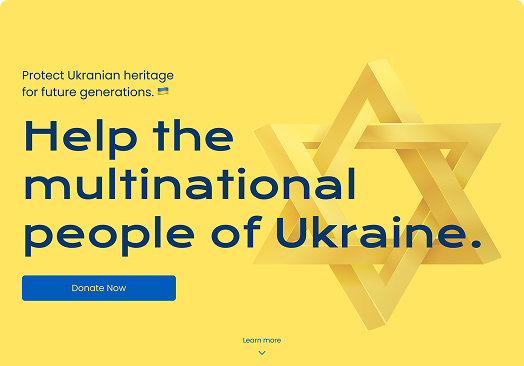 Protect Ukranian heritage
for future generations. 🇺🇦
Help the
multinational
people of Ukraine.
Donate Now
Learn more